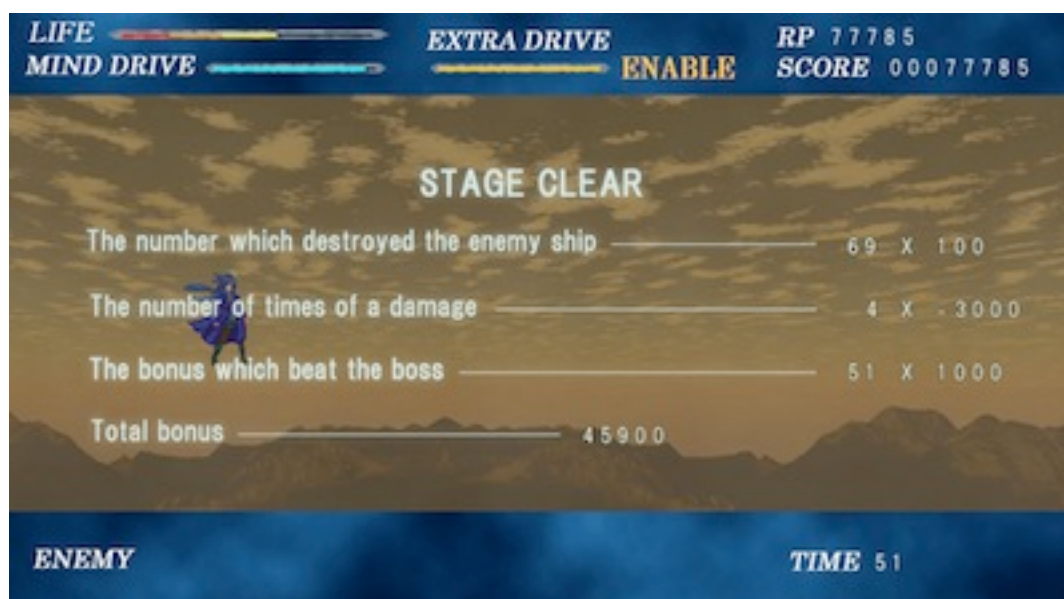 LIFE
EXTRA DRIVE
RP 77785
MIND DRIVE
ENABLE
SCORE 00077785
STAGE CLEAR
The number which destroyed the enemy ship 69 X 100
The number of times of a damage 4 X -3000
The bonus which beat the boss 51 X 1000
Total bonus 45900
ENEMY
TIME 51